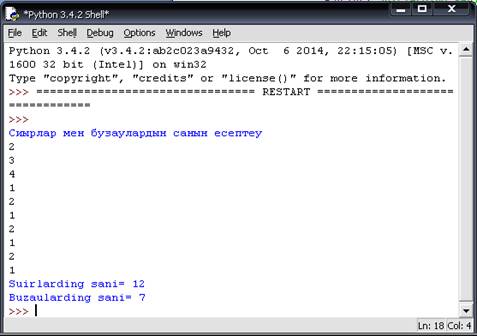 *Python 3.4.2 Shell*
File Edit Shell Debug Options Windows Help
Python 3.4.2 (v3.4.2:ab2c023a9432, Oct  6 2014, 22:15:05) [MSC v.
1600 32 bit (Intel)] on win32
Type "copyright", "credits" or "license()" for more information.
>>> ================================ RESTART ====================
============
>>>
Сиырлар мен бузаулардын санын есептеу
2
3
4
1
2
1
2
1
2
1
Suirlarding sani= 12
Buzaularding sani= 7
>>>
Ln: 18 Col: 4